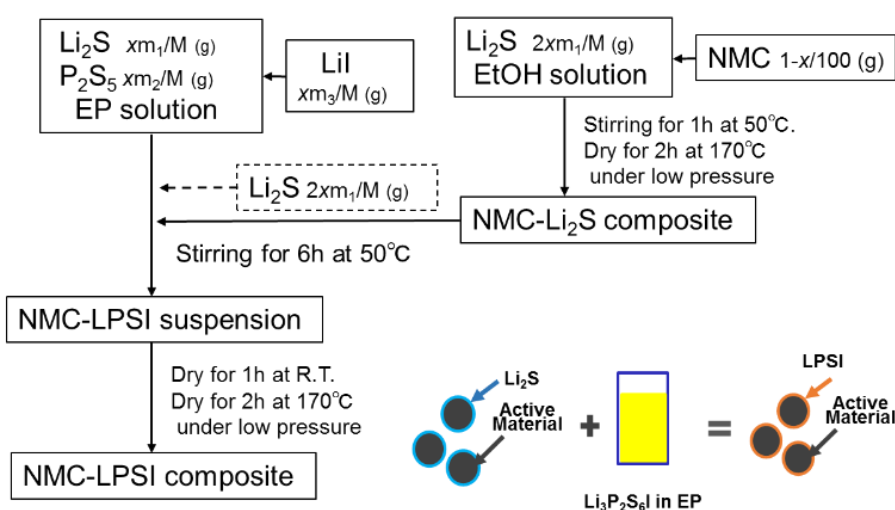 Li₂S xm₁/M (g)
P₂S₅ xm₂/M (g)
EP solution
LiI
xm₃/M (g)
Li₂S 2xm₁/M (g)
EtOH solution
NMC 1-x/100 (g)
Stirring for 1h at 50℃.
Dry for 2h at 170℃
under low pressure
Li₂S 2xm₁/M (g)
NMC-Li₂S composite
Stirring for 6h at 50℃
NMC-LPSI suspension
Dry for 1h at R.T.
Dry for 2h at 170℃
under low pressure
NMC-LPSI composite
Li₂S
Active
Material
+
=
LPSI
Active
Material
Li₃P₂S₆I in EP